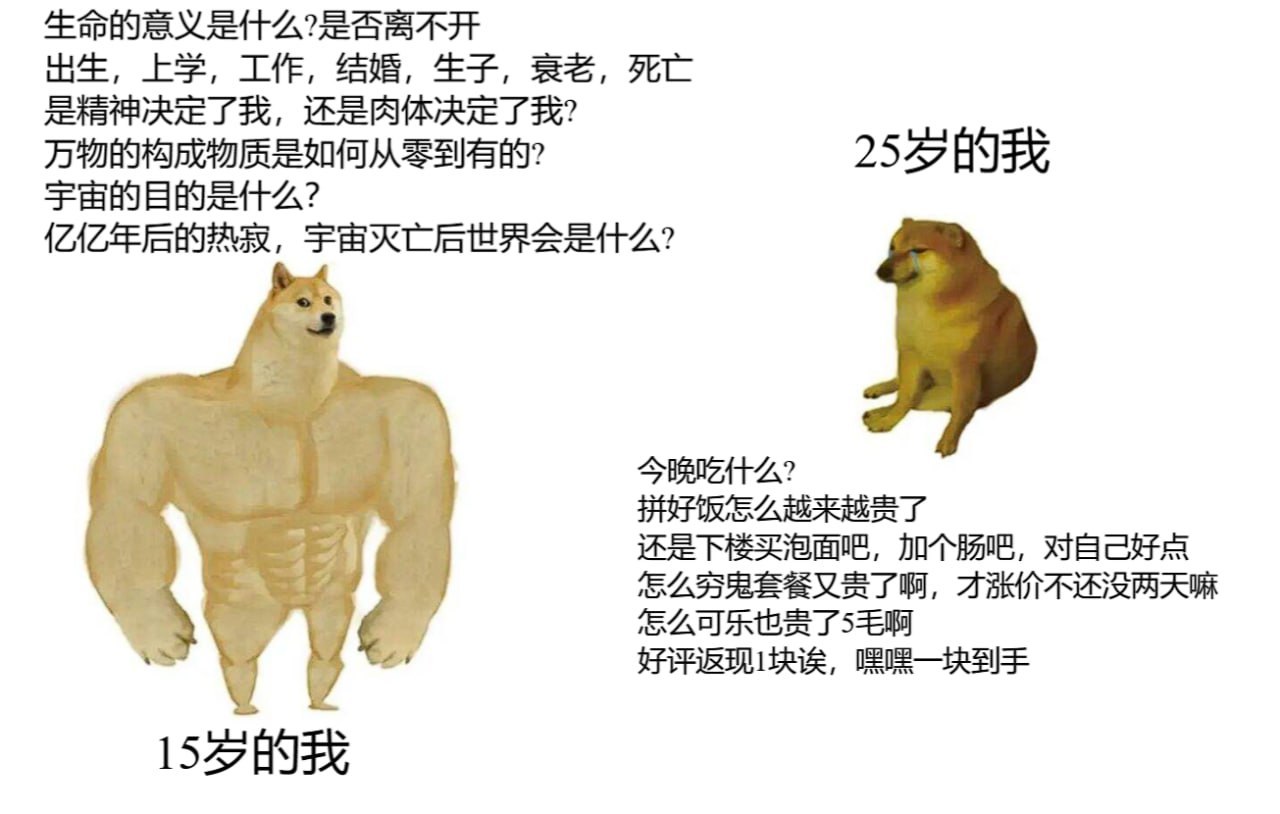 生命的意义是什么?是否离不开
出生，上学，工作，结婚，生子，衰老，死亡
是精神决定了我，还是肉体决定了我?
万物的构成物质是如何从零到有的?
宇宙的目的是什么？
亿亿年后的热寂，宇宙灭亡后世界会是什么?
15岁的我
25岁的我
今晚吃什么?
拼好饭怎么越来越贵了
还是下楼买泡面吧，加个肠吧，对自己好点
怎么穷鬼套餐又贵了啊，才涨价不还没两天嘛
怎么可乐也贵了5毛啊
好评返现1块诶，嘿嘿一块到手